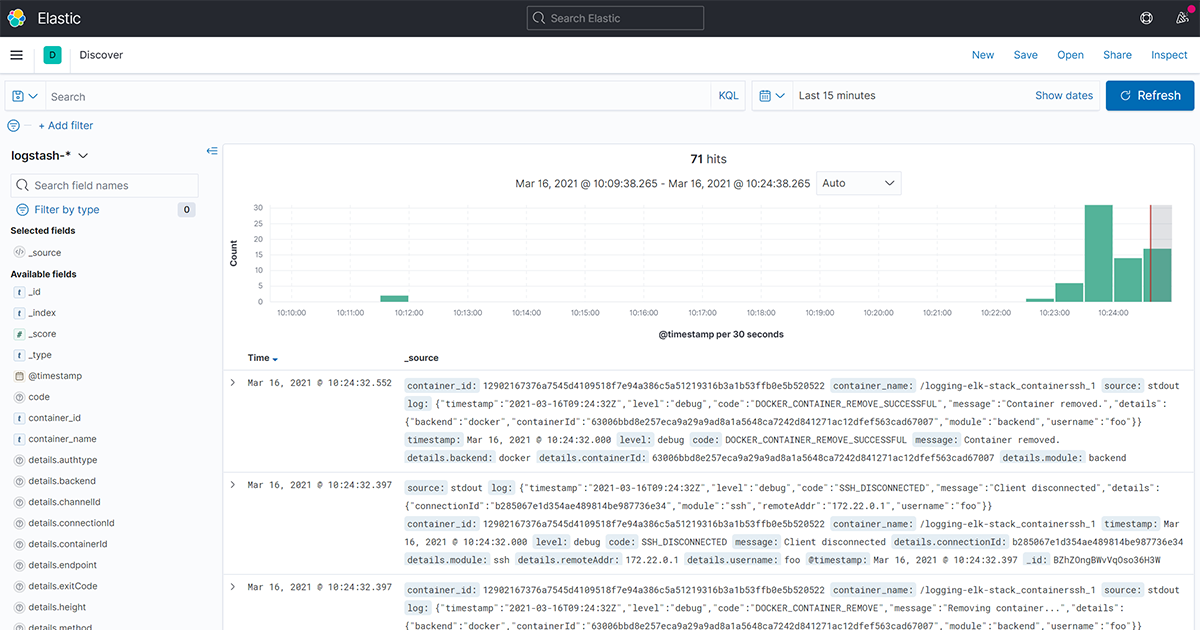 Elastic
Search Elastic
D
Discover
New Save Open Share Inspect
Search
KQL
Last 15 minutes
Show dates
Refresh
+ Add filter
logstash-*
Search field names
Filter by type 0
Selected fields
_source
Available fields
t _id
t _index
# _score
t _type
@timestamp
code
t container_id
t container_name
details.authtype
details.backend
details.channelId
details.connectionId
details.containerId
details.endpoint
details.exitCode
details.height
details.method
71 hits
Mar 16, 2021 @ 10:09:38.265 - Mar 16, 2021 @ 10:24:38.265
Auto
Count
30
25
20
15
10
5
0
10:10:00 10:11:00 10:12:00 10:13:00 10:14:00 10:15:00 10:16:00 10:17:00 10:18:00 10:19:00 10:20:00 10:21:00 10:22:00 10:23:00 10:24:00
@timestamp per 30 seconds
Time _source
Mar 16, 2021 @ 10:24:32.552
container_id: 12902167376a7545d4109518f7e94a386c5a51219316b3a1b53ffb0e5b520522 container_name: /logging-elk-stack_containerssh_1 source: stdout
log: {"timestamp":"2021-03-16T09:24:32Z","level":"debug","code":"DOCKER_CONTAINER_REMOVE_SUCCESSFUL","message":"Container removed.","details":
{"backend":"docker","containerId":"63006bbd8e257eca9a29a9ad8a1a5648ca7242d841271ac12dfef563cad67007","module":"backend","username":"foo"}}
timestamp: Mar 16, 2021 @ 10:24:32.000 level: debug code: DOCKER_CONTAINER_REMOVE_SUCCESSFUL message: Container removed.
details.backend: docker details.containerId: 63006bbd8e257eca9a29a9ad8a1a5648ca7242d841271ac12dfef563cad67007 details.module: backend
Mar 16, 2021 @ 10:24:32.397
source: stdout log: {"timestamp":"2021-03-16T09:24:32Z","level":"debug","code":"SSH_DISCONNECTED","message":"Client disconnected","details":
{"connectionId":"b285067e1d354ae489814be987736e34","module":"ssh","remoteAddr":"172.22.0.1","username":"foo"}}
container_id: 12902167376a7545d4109518f7e94a386c5a51219316b3a1b53ffb0e5b520522 container_name: /logging-elk-stack_containerssh_1 timestamp: Mar
16, 2021 @ 10:24:32.000 level: debug code: SSH_DISCONNECTED message: Client disconnected details.connectionId: b285067e1d354ae489814be987736e34
details.module: ssh details.remoteAddr: 172.22.0.1 details.username: foo @timestamp: Mar 16, 2021 @ 10:24:32.397 _id: BZhZOngBWvVqOso36H3W
Mar 16, 2021 @ 10:24:32.397
container_id: 12902167376a7545d4109518f7e94a386c5a51219316b3a1b53ffb0e5b520522 container_name: /logging-elk-stack_containerssh_1 source: stdout
log: {"timestamp":"2021-03-16T09:24:32Z","level":"debug","code":"DOCKER_CONTAINER_REMOVE","message":"Removing container...","details":
{"backend":"docker","containerId":"63006bbd8e257eca9a29a9ad8a1a5648ca7242d841271ac12dfef563cad67007","module":"backend","username":"foo"}}